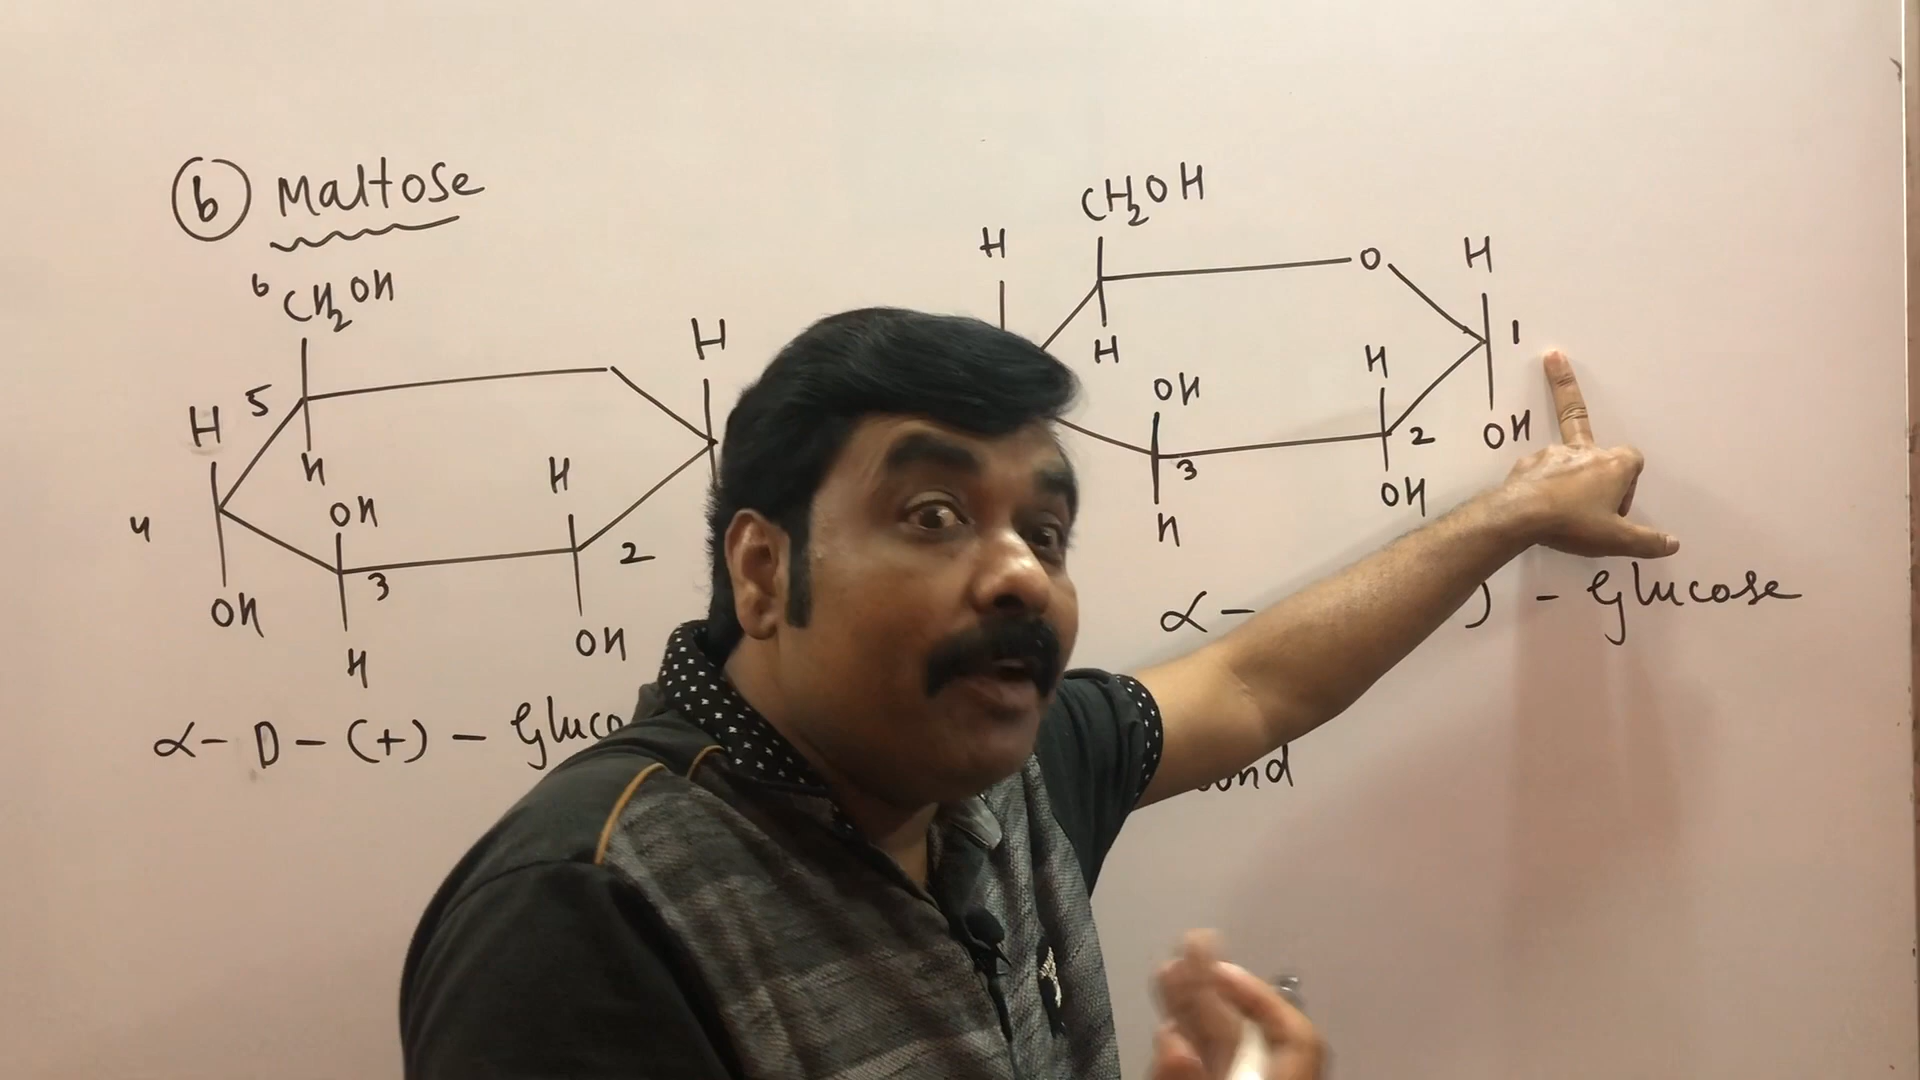 (b) Maltose
6 CH2OH
H
5
H
H
4
OH
H
OH
3
2
H
OH
α- D - (+) - Gluco
CH2OH
H
O
H
H
1
OH
H
3
2
OH
H
OH
α - ) - Glucose
ond